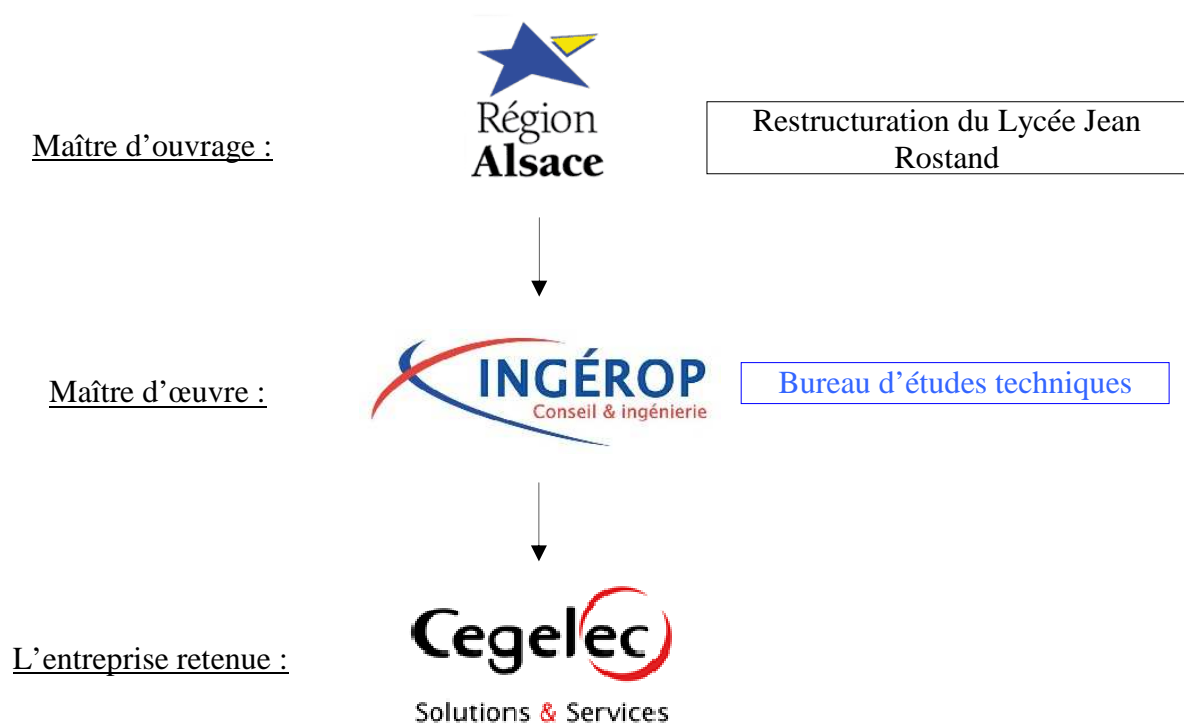 Région
Alsace
Maître d'ouvrage :
Restructuration du Lycée Jean
Rostand
INGÉROP
Conseil & ingénierie
Maître d'œuvre :
Bureau d'études techniques
Cegelec
Solutions & Services
L'entreprise retenue :